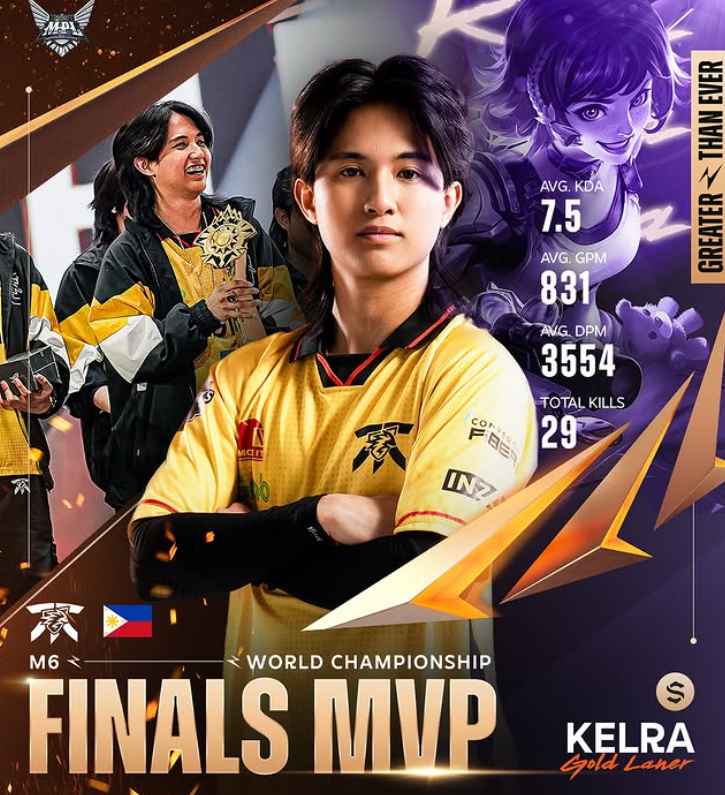 MPL
GREATER THAN EVER
AVG. KDA
7.5
AVG. GPM
831
AVG. DPM
3554
TOTAL KILLS
29
M6 WORLD CHAMPIONSHIP
FINALS MVP
KELRA
Gold Laner